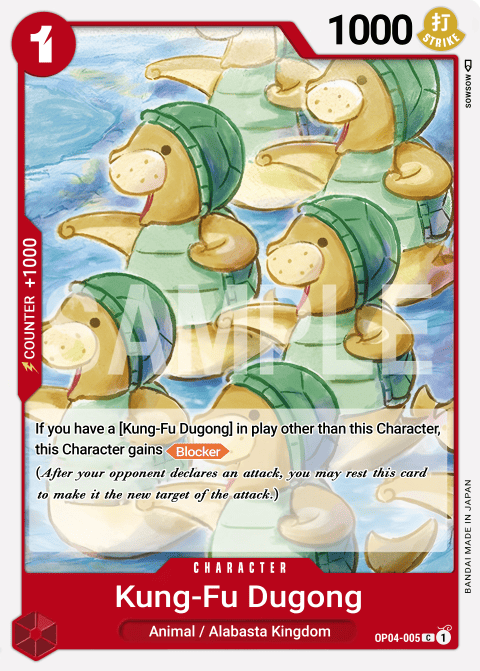 1
1000
打
STRIKE
SOWSOW
COUNTER +1000
SAMPLE
If you have a [Kung-Fu Dugong] in play other than this Character,
this Character gains Blocker
(After your opponent declares an attack, you may rest this card
to make it the new target of the attack.)
BANDAI MADE IN JAPAN
CHARACTER
Kung-Fu Dugong
Animal / Alabasta Kingdom
OP04-005 C 1